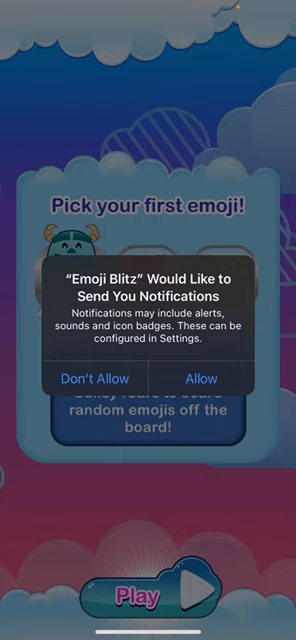 Pick your first emoji!
“Emoji Blitz” Would Like to
Send You Notifications
Notifications may include alerts,
sounds and icon badges. These can be
configured in Settings.
Don’t Allow
Allow
random emojis off the
board!
Play